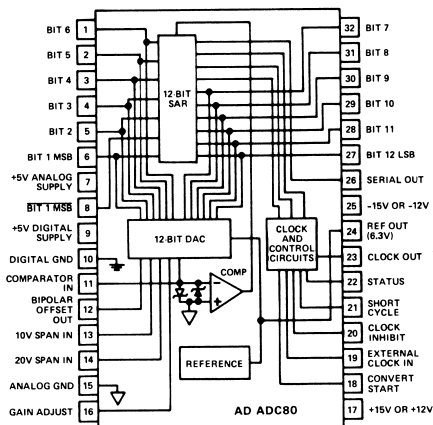 BIT 6 1
BIT 5 2
BIT 4 3
BIT 3 4
BIT 2 5
BIT 1 MSB 6
+5V ANALOG
SUPPLY 7
BIT 1 MSB 8
+5V DIGITAL
SUPPLY 9
DIGITAL GND 10
COMPARATOR
IN 11
BIPOLAR
OFFSET
OUT 12
10V SPAN IN 13
20V SPAN IN 14
ANALOG GND 15
GAIN ADJUST 16
12-BIT
SAR
12-BIT DAC
COMP
−
+
CLOCK
AND
CONTROL
CIRCUITS
REFERENCE
AD ADC80
32 BIT 7
31 BIT 8
30 BIT 9
29 BIT 10
28 BIT 11
27 BIT 12 LSB
26 SERIAL OUT
25 -15V OR -12V
24 REF OUT
(6.3V)
23 CLOCK OUT
22 STATUS
21 SHORT
CYCLE
20 CLOCK
INHIBIT
19 EXTERNAL
CLOCK IN
18 CONVERT
START
17 +15V OR +12V